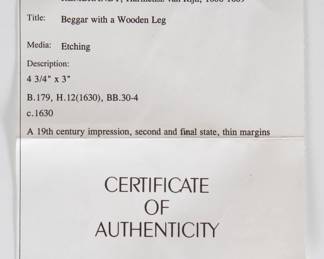 Title: Beggar with a Wooden Leg
Media: Etching
Description:
4 3/4" x 3"
B.179, H.12(1630), BB.30-4
c.1630
A 19th century impression, second and final state, thin margins
CERTIFICATE
OF
AUTHENTICITY